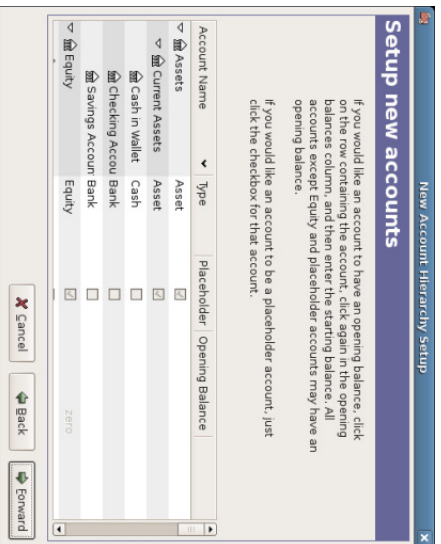 New Account Hierarchy Setup
Setup new accounts
If you would like an account to have an opening balance, click
on the row containing the account, click again in the opening
balances column, and then enter the starting balance. All
accounts except Equity and placeholder accounts may have an
opening balance.
If you would like an account to be a placeholder account, just
click the checkbox for that account.
Account Name Type Placeholder Opening Balance
Assets Asset
Current Assets Asset
Cash in Wallet Cash
Checking Accou Bank
Savings Accoun Bank
Equity Equity zero
Cancel Back Forward